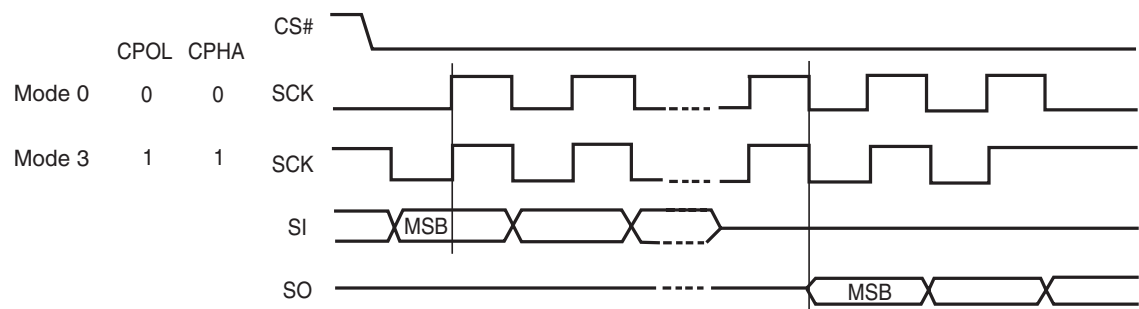 CS#
CPOL CPHA
Mode 0 0 0 SCK
Mode 3 1 1 SCK
SI MSB
SO MSB